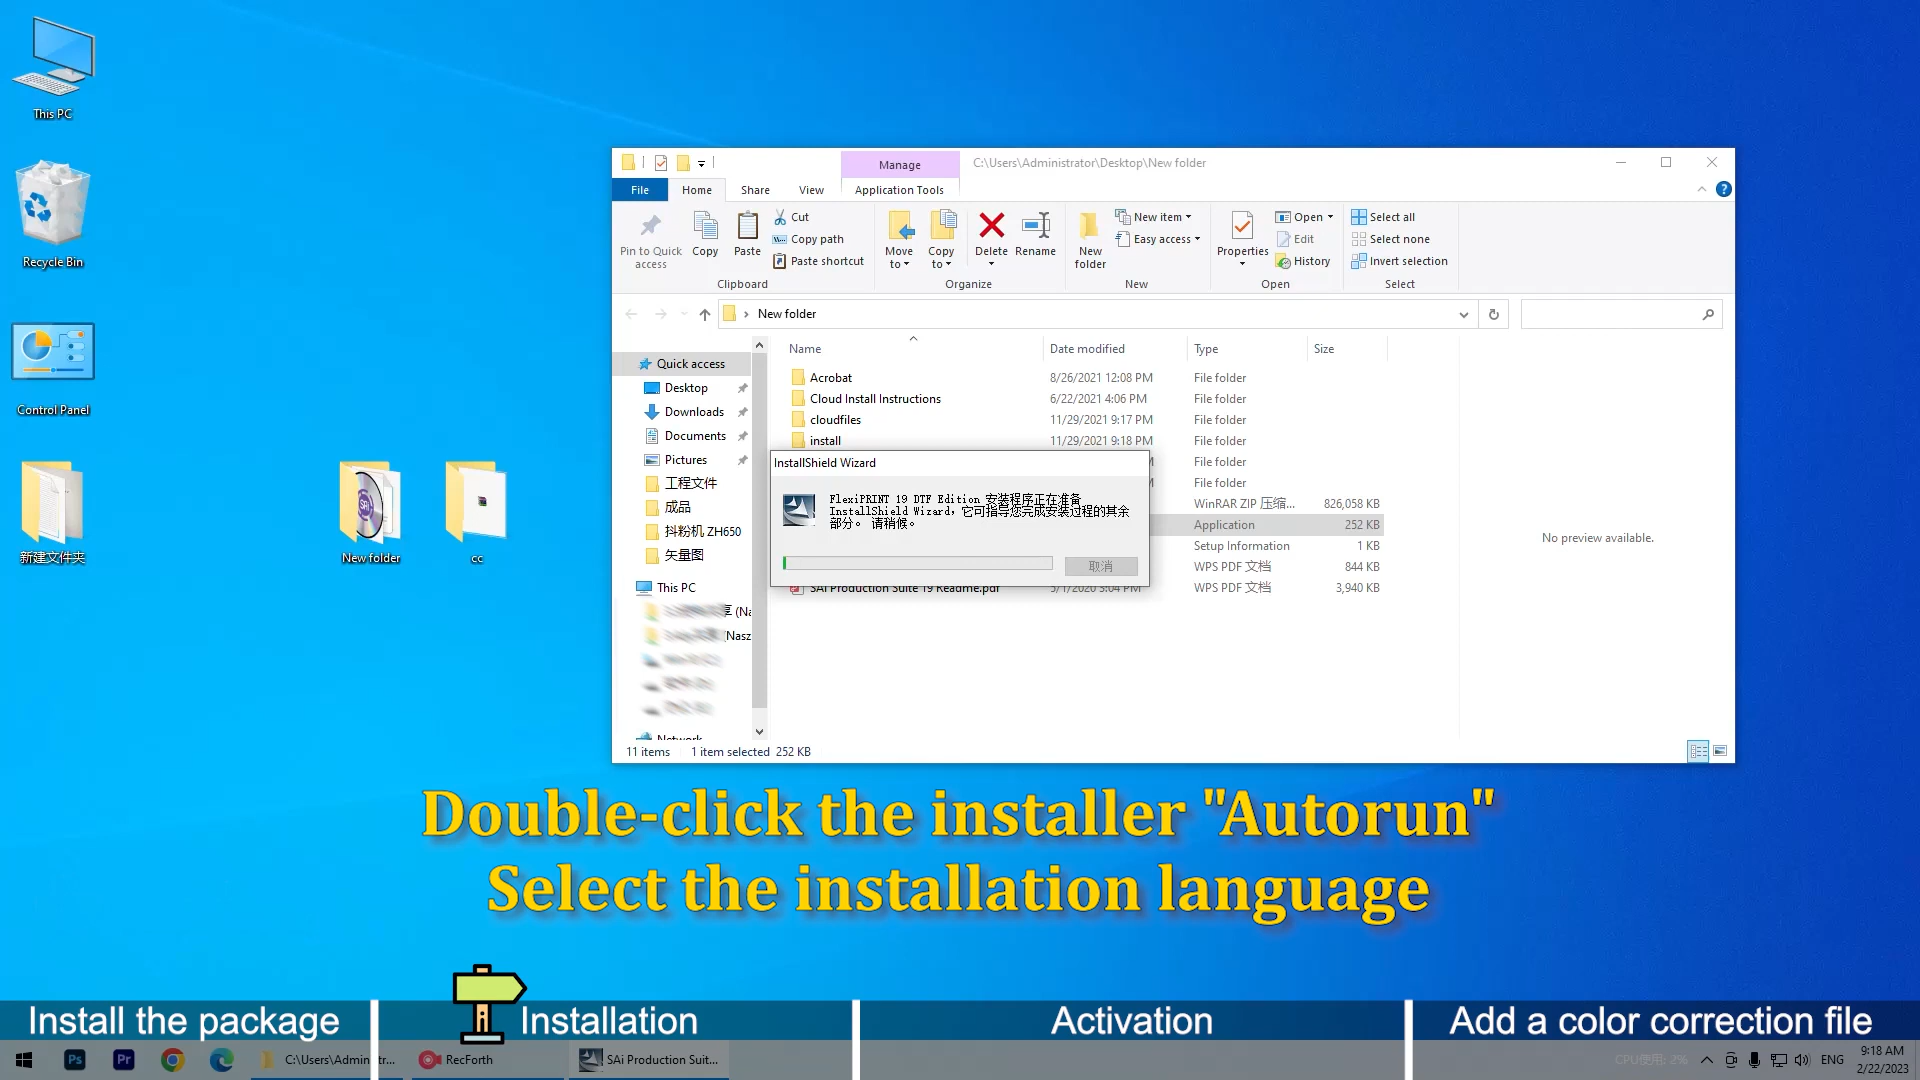 This PC
Recycle Bin
Control Panel
新建文件夹
New folder
cc
Manage
C:\Users\Administrator\Desktop\New folder
File
Home
Share
View
Application Tools
Pin to Quick access
Copy
Paste
Cut
Copy path
Paste shortcut
Clipboard
Move to
Copy to
Delete
Rename
Organize
New folder
New item
Easy access
New
Properties
Open
Edit
History
Open
Select all
Select none
Invert selection
Select
New folder
Name
Date modified
Type
Size
Quick access
Desktop
Downloads
Documents
Pictures
工程文件
成品
抖粉机 ZH650
矢量图
This PC
(Nasz
Network
Acrobat 8/26/2021 12:08 PM File folder
Cloud Install Instructions 6/22/2021 4:06 PM File folder
cloudfiles 11/29/2021 9:17 PM File folder
install 11/29/2021 9:18 PM File folder
File folder
File folder
WinRAR ZIP 压缩... 826,058 KB
Application 252 KB
Setup Information 1 KB
WPS PDF 文档 844 KB
SAi Production Suite 19 Readme.pdf 5/1/2020 3:04 PM WPS PDF 文档 3,940 KB
InstallShield Wizard
FlexiPRINT 19 DTF Edition 安装程序正在准备
InstallShield Wizard，它可指导您完成安装过程的其余
部分。 请稍候。
取消
No preview available.
11 items 1 item selected 252 KB
Double-click the installer "Autorun"
Select the installation language
Install the package
Installation
Activation
Add a color correction file
Ps
Pr
C:\Users\Administr...
RecForth
SAi Production Suit...
CPU使用: 2%
ENG
9:18 AM
2/22/2023